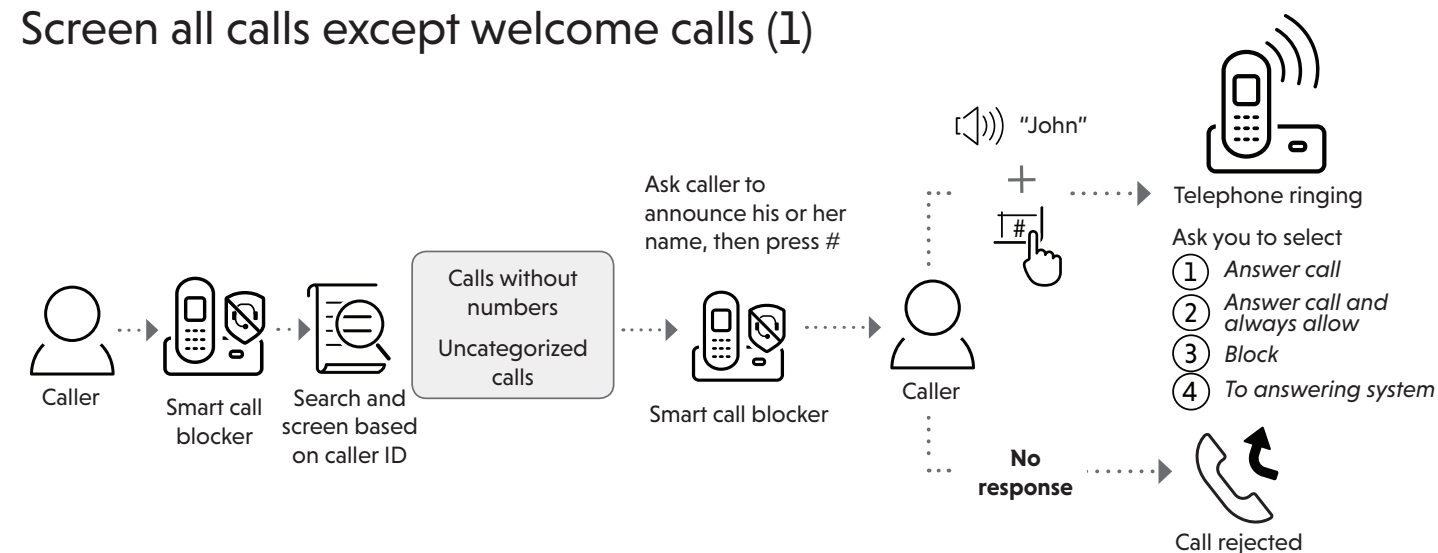 Screen all calls except welcome calls (1)
Caller
Smart call
blocker
Search and
screen based
on caller ID
Calls without
numbers
Uncategorized
calls
Ask caller to
announce his or her
name, then press #
Smart call blocker
Caller
"John"
+
#
Telephone ringing
Ask you to select
1 Answer call
2 Answer call and
always allow
3 Block
4 To answering system
No
response
Call rejected